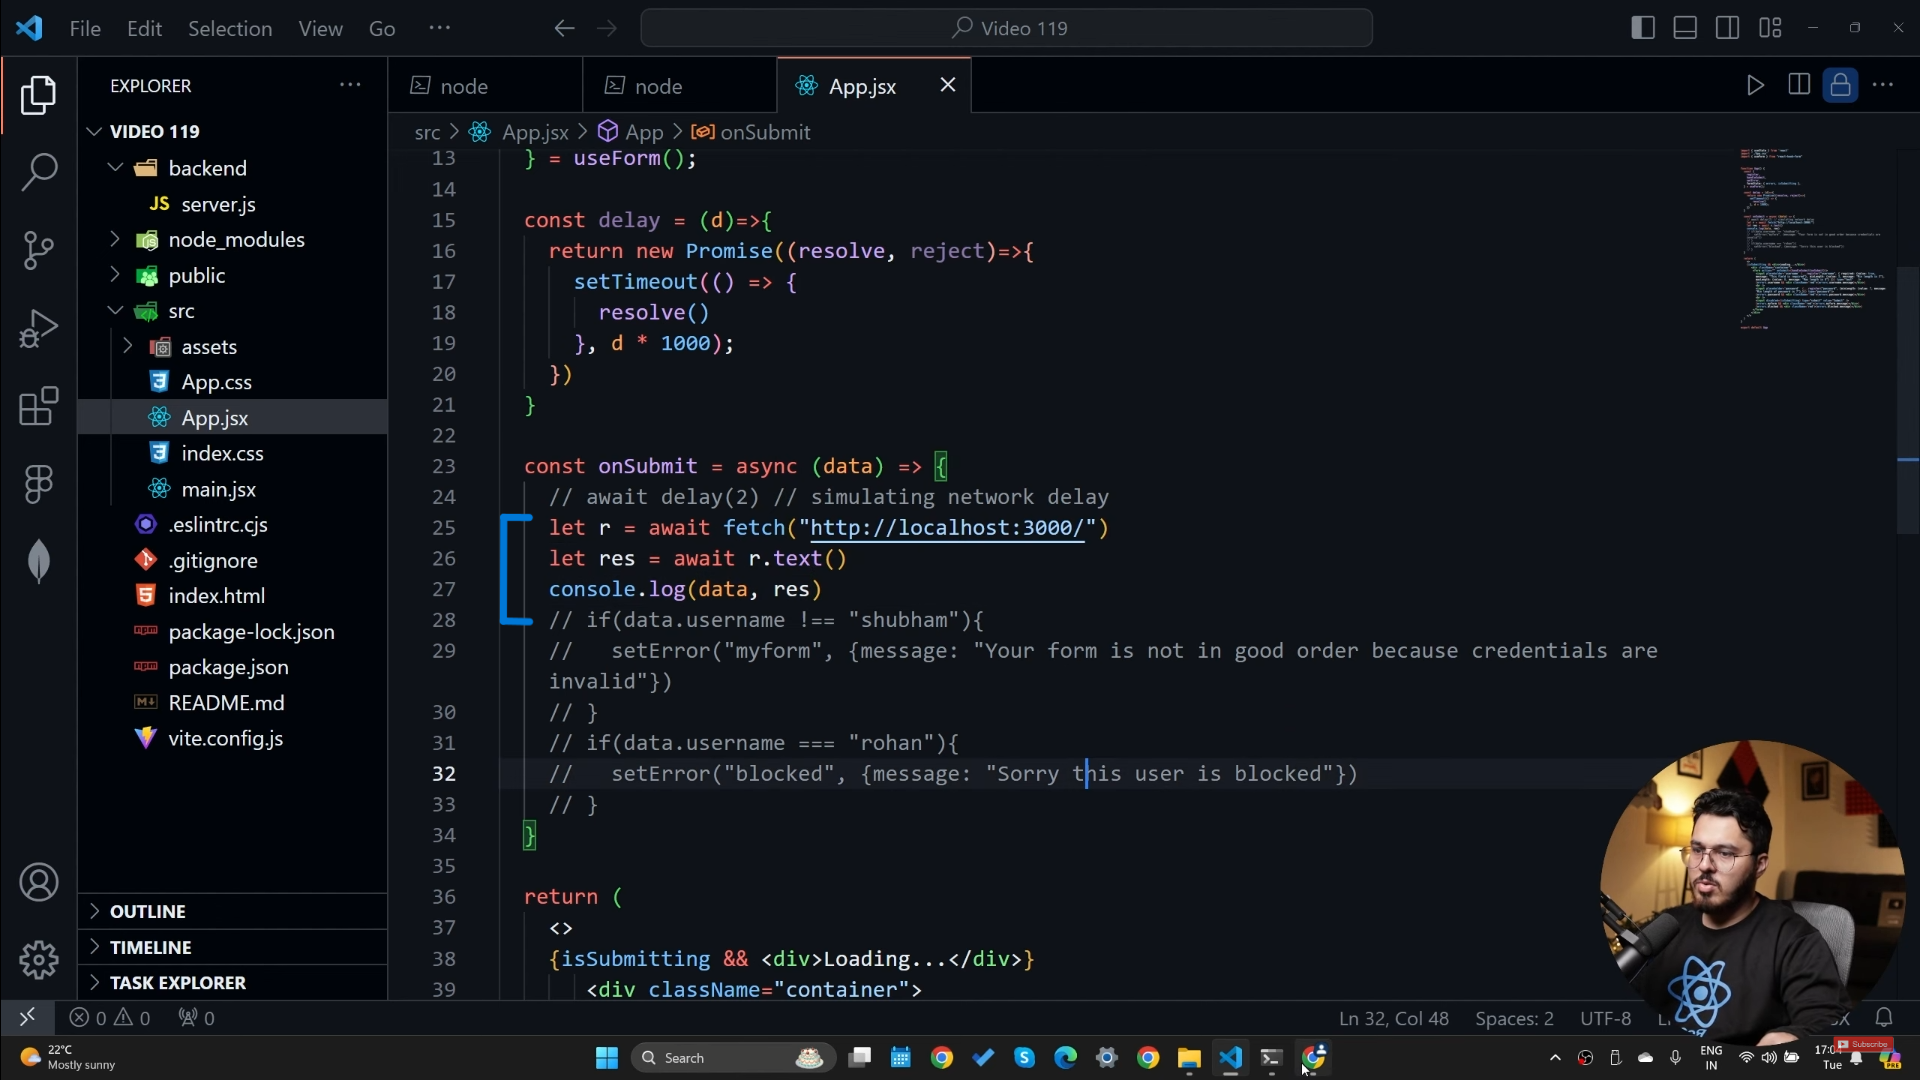 File Edit Selection View Go ··· Video 119
EXPLORER ···
VIDEO 119
backend
JS server.js
node_modules
public
src
assets
App.css
App.jsx
index.css
main.jsx
.eslintrc.cjs
.gitignore
index.html
package-lock.json
package.json
README.md
vite.config.js
OUTLINE
TIMELINE
TASK EXPLORER
node node App.jsx
src > App.jsx > App > onSubmit
13 } = useForm();
14
15 const delay = (d)=>{
16 return new Promise((resolve, reject)=>{
17 setTimeout(() => {
18 resolve()
19 }, d * 1000);
20 })
21 }
22
23 const onSubmit = async (data) => {
24 // await delay(2) // simulating network delay
25 let r = await fetch("http://localhost:3000/")
26 let res = await r.text()
27 console.log(data, res)
28 // if(data.username !== "shubham"){
29 //   setError("myform", {message: "Your form is not in good order because credentials are
invalid"})
30 // }
31 // if(data.username === "rohan"){
32 //   setError("blocked", {message: "Sorry this user is blocked"})
33 // }
34 }
35
36 return (
37 <>
38 {isSubmitting && <div>Loading...</div>}
39 <div className="container">
0 0 0 Ln 32, Col 48 Spaces: 2 UTF-8
22°C
Mostly sunny
Search
ENG
IN
Tue
Subscribe